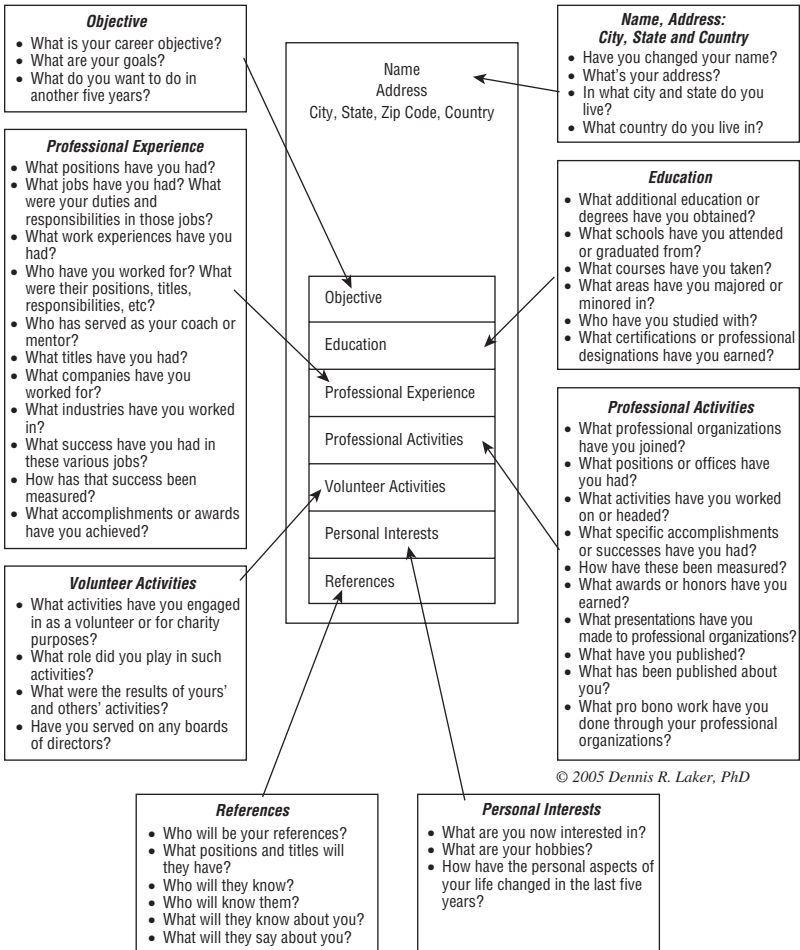 Objective
• What is your career objective?
• What are your goals?
• What do you want to do in
another five years?
Professional Experience
• What positions have you had?
• What jobs have you had? What
were your duties and
responsibilities in those jobs?
• What work experiences have you
had?
• Who have you worked for? What
were their positions, titles,
responsibilities, etc?
• Who has served as your coach or
mentor?
• What titles have you had?
• What companies have you
worked for?
• What industries have you worked
in?
• What success have you had in
these various jobs?
• How has that success been
measured?
• What accomplishments or awards
have you achieved?
Volunteer Activities
• What activities have you engaged
in as a volunteer or for charity
purposes?
• What role did you play in such
activities?
• What were the results of yours'
and others' activities?
• Have you served on any boards
of directors?
Name
Address
City, State, Zip Code, Country
Objective
Education
Professional Experience
Professional Activities
Volunteer Activities
Personal Interests
References
Name, Address:
City, State and Country
• Have you changed your name?
• What's your address?
• In what city and state do you
live?
• What country do you live in?
Education
• What additional education or
degrees have you obtained?
• What schools have you attended
or graduated from?
• What courses have you taken?
• What areas have you majored or
minored in?
• Who have you studied with?
• What certifications or professional
designations have you earned?
Professional Activities
• What professional organizations
have you joined?
• What positions or offices have
you had?
• What activities have you worked
on or headed?
• What specific accomplishments
or successes have you had?
• How have these been measured?
• What awards or honors have you
earned?
• What presentations have you
made to professional organizations?
• What have you published?
• What has been published about
you?
• What pro bono work have you
done through your professional
organizations?
© 2005 Dennis R. Laker, PhD
References
• Who will be your references?
• What positions and titles will
they have?
• Who will they know?
• Who will know them?
• What will they know about you?
• What will they say about you?
Personal Interests
• What are you now interested in?
• What are your hobbies?
• How have the personal aspects of
your life changed in the last five
years?